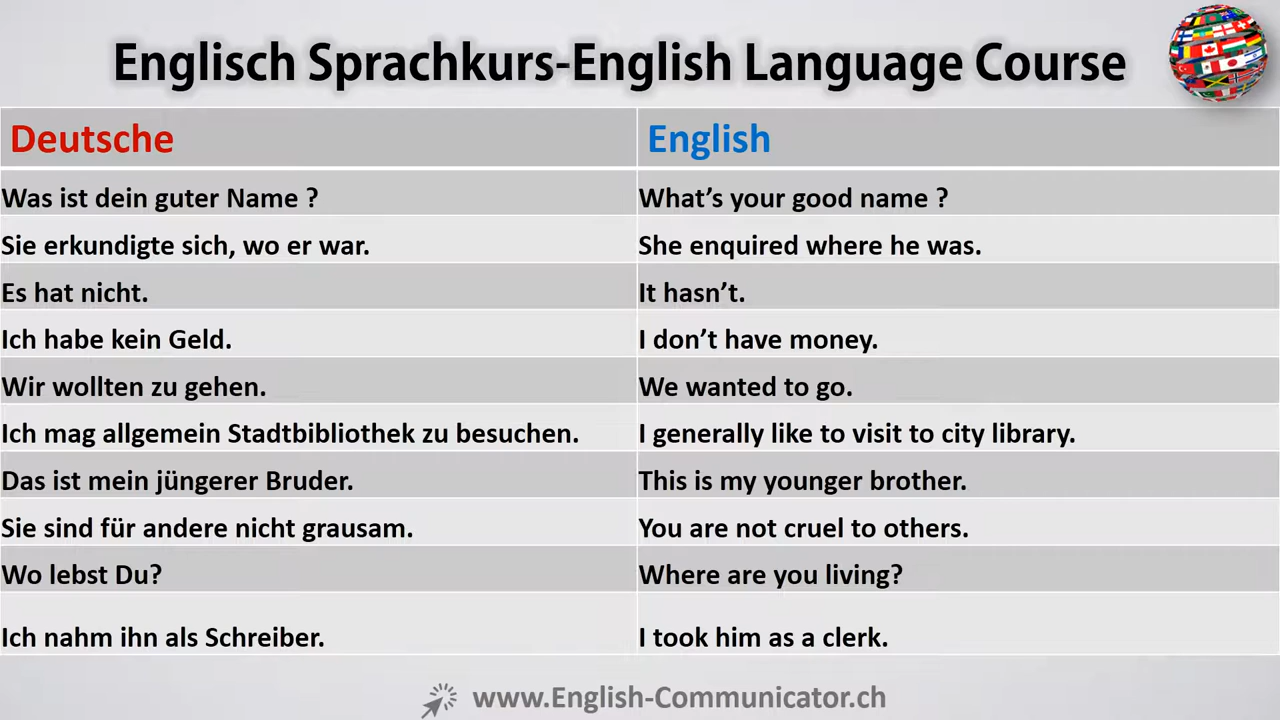 Englisch Sprachkurs-English Language Course
Deutsche English
Was ist dein guter Name ? What’s your good name ?
Sie erkundigte sich, wo er war. She enquired where he was.
Es hat nicht. It hasn’t.
Ich habe kein Geld. I don’t have money.
Wir wollten zu gehen. We wanted to go.
Ich mag allgemein Stadtbibliothek zu besuchen. I generally like to visit to city library.
Das ist mein jüngerer Bruder. This is my younger brother.
Sie sind für andere nicht grausam. You are not cruel to others.
Wo lebst Du? Where are you living?
Ich nahm ihn als Schreiber. I took him as a clerk.
www.English-Communicator.ch